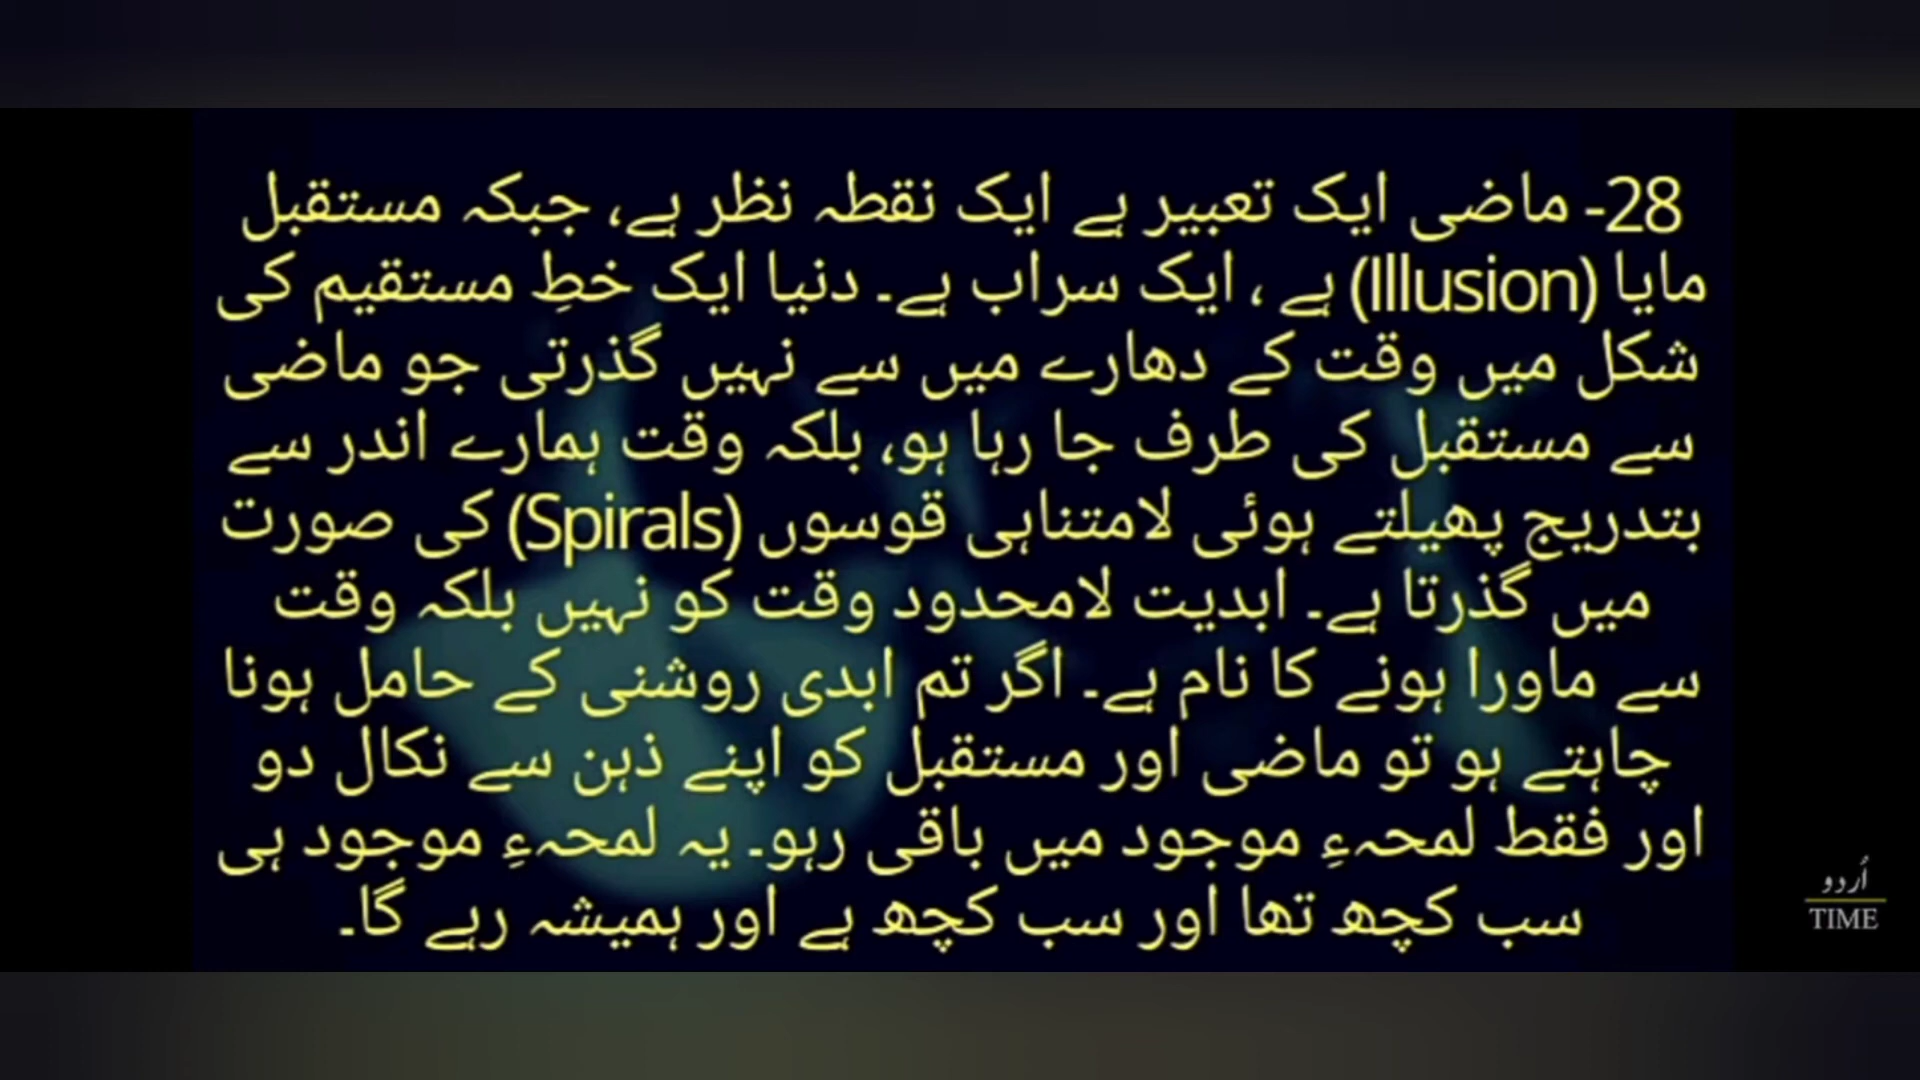 28- ماضی ایک تعبیر ہے ایک نقطہ نظر ہے، جبکہ مستقبل
مایا (Illusion) ہے ، ایک سراب ہے۔ دنیا ایک خطِ مستقیم کی
شکل میں وقت کے دھارے میں سے نہیں گذرتی جو ماضی
سے مستقبل کی طرف جا رہا ہو، بلکہ وقت ہمارے اندر سے
بتدریج پھیلتے ہوئی لامتناہی قوسوں (Spirals) کی صورت
میں گذرتا ہے۔ ابدیت لامحدود وقت کو نہیں بلکہ وقت
سے ماورا ہونے کا نام ہے۔ اگر تم ابدی روشنی کے حامل ہونا
چاہتے ہو تو ماضی اور مستقبل کو اپنے ذہن سے نکال دو
اور فقط لمحہءِ موجود میں باقی رہو۔ یہ لمحہءِ موجود ہی
سب کچھ تھا اور سب کچھ ہے اور ہمیشہ رہے گا۔
اُردو
TIME